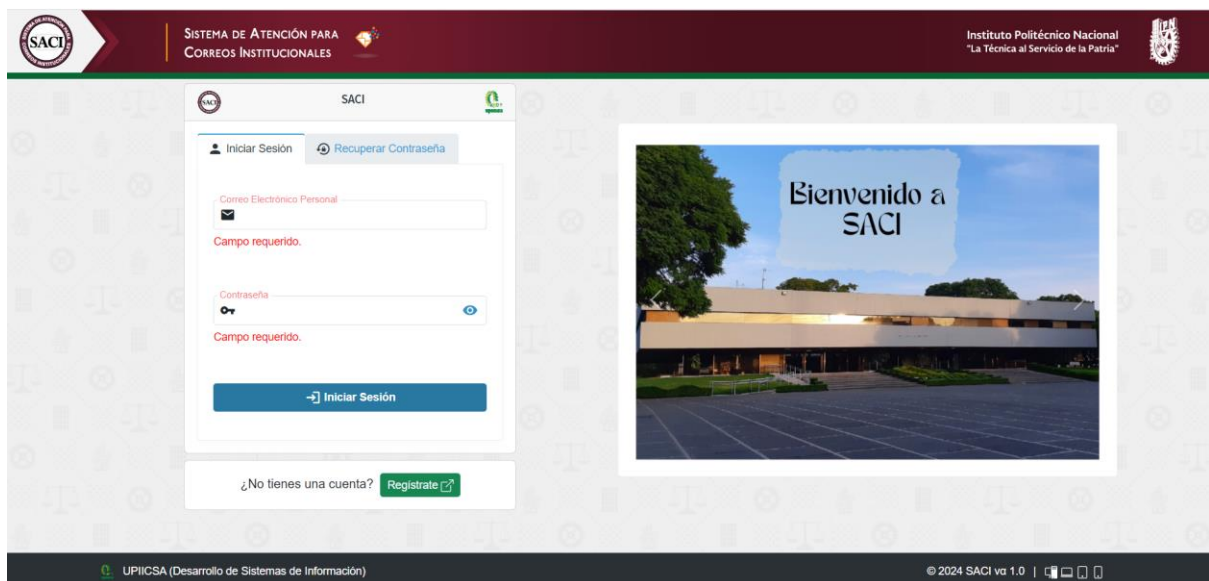 SACI
SISTEMA DE ATENCIÓN PARA
CORREOS INSTITUCIONALES
Instituto Politécnico Nacional
"La Técnica al Servicio de la Patria"
SACI
SACI
Iniciar Sesión
Recuperar Contraseña
Correo Electrónico Personal
Campo requerido.
Contraseña
Campo requerido.
Iniciar Sesión
¿No tienes una cuenta?
Regístrate
Bienvenido a
SACI
UPIICSA (Desarrollo de Sistemas de Información)
© 2024 SACI vα 1.0 |